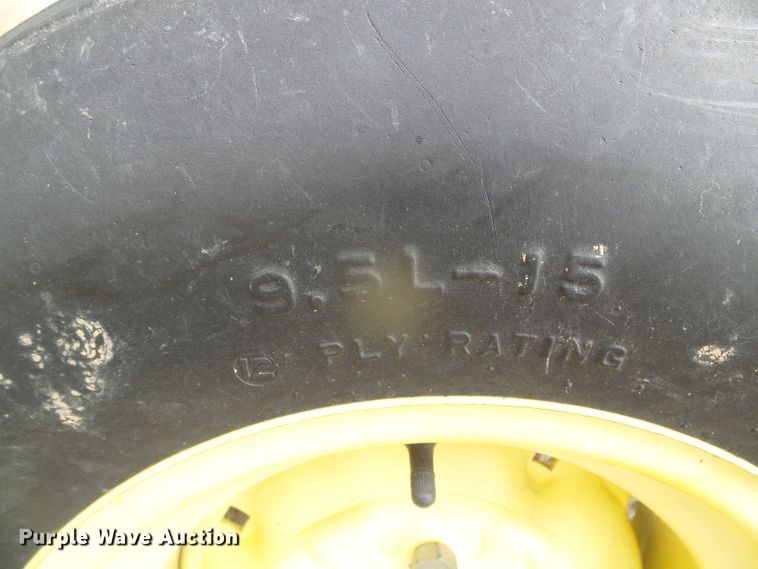 9.5L-15
12 PLY RATING
Purple Wave Auction